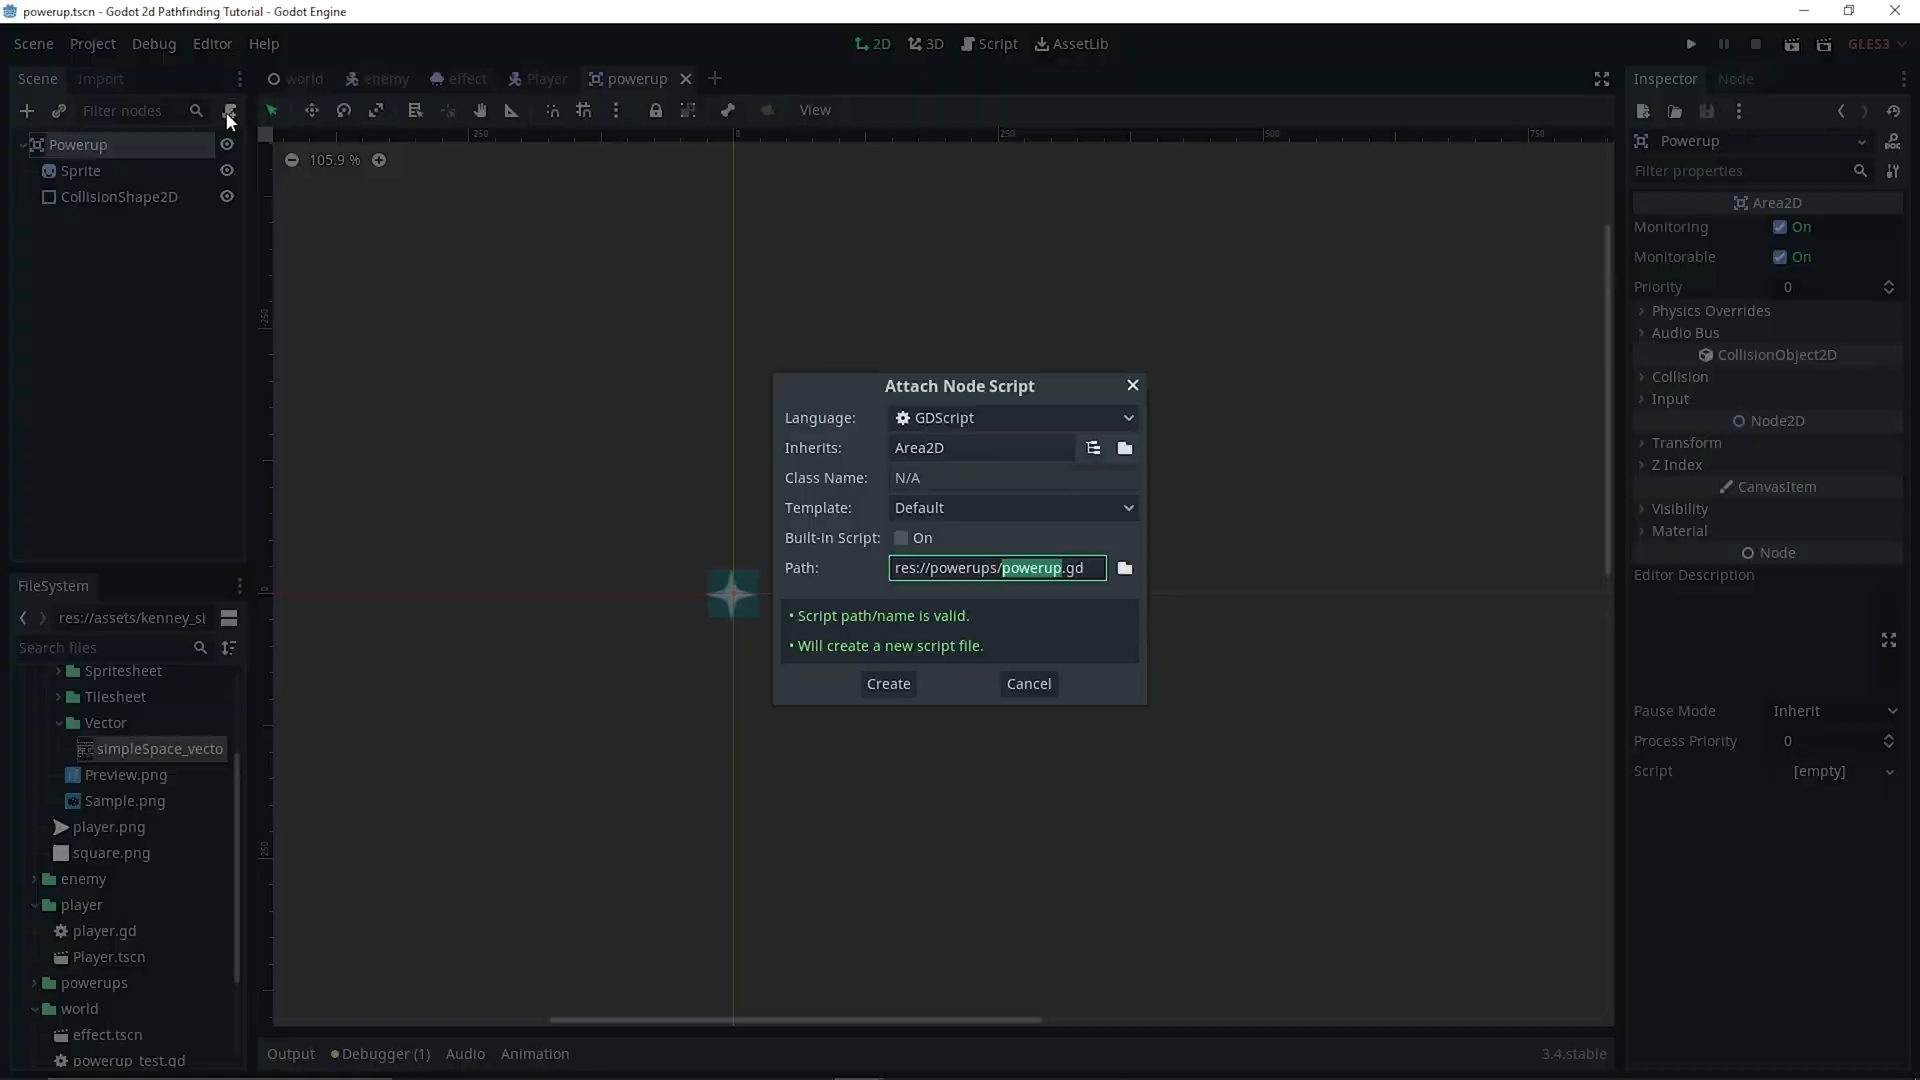 powerup.tscn - Godot 2d Pathfinding Tutorial - Godot Engine
Scene Project Debug Editor Help
2D 3D Script AssetLib
GLES3
Scene Import
world enemy effect Player powerup
Inspector Node
Filter nodes
View
Powerup
Sprite
CollisionShape2D
-250 0 250 500 750
105.9 %
-250
0
250
Powerup
Filter properties
Area2D
Monitoring On
Monitorable On
Priority 0
Physics Overrides
Audio Bus
CollisionObject2D
Collision
Input
Node2D
Transform
Z Index
CanvasItem
Visibility
Material
Node
Editor Description
Pause Mode Inherit
Process Priority 0
Script [empty]
Attach Node Script
Language: GDScript
Inherits: Area2D
Class Name: N/A
Template: Default
Built-in Script: On
Path: res://powerups/powerup.gd
• Script path/name is valid.
• Will create a new script file.
Create Cancel
FileSystem
res://assets/kenney_si
Search files
Spritesheet
Tilesheet
Vector
simpleSpace_vecto
Preview.png
Sample.png
player.png
square.png
enemy
player
player.gd
Player.tscn
powerups
world
effect.tscn
powerup_test.gd
Output Debugger (1) Audio Animation
3.4.stable